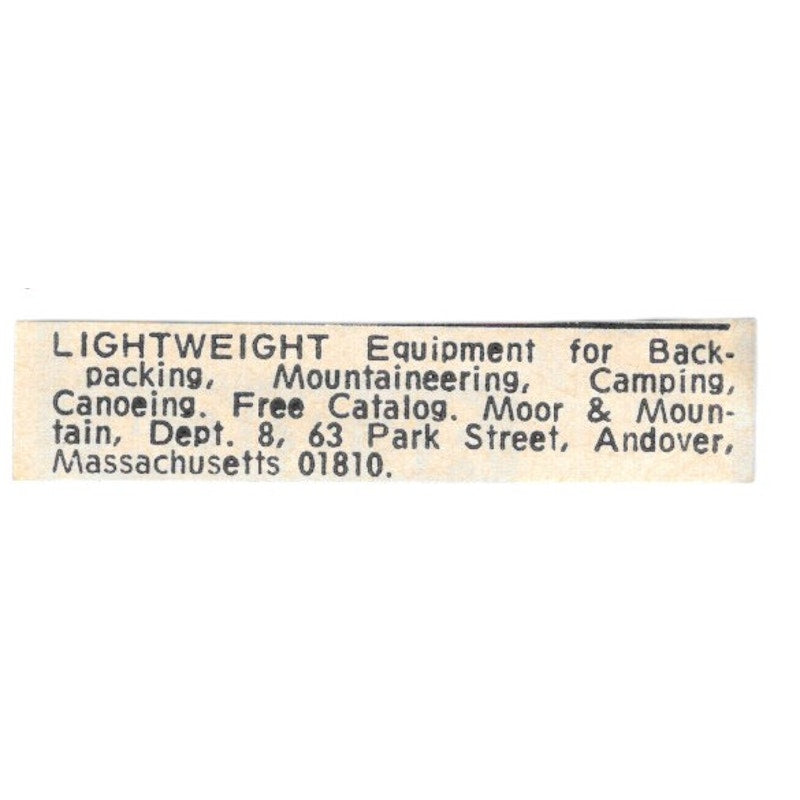 LIGHTWEIGHT Equipment for Back-
packing, Mountaineering, Camping,
Canoeing. Free Catalog. Moor & Moun-
tain, Dept. 8, 63 Park Street, Andover,
Massachusetts 01810.